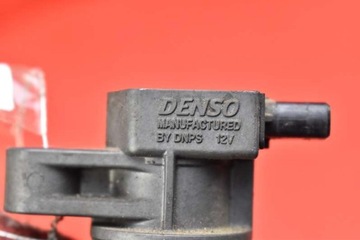 DENSO
MANUFACTURED
BY DNPS 12V